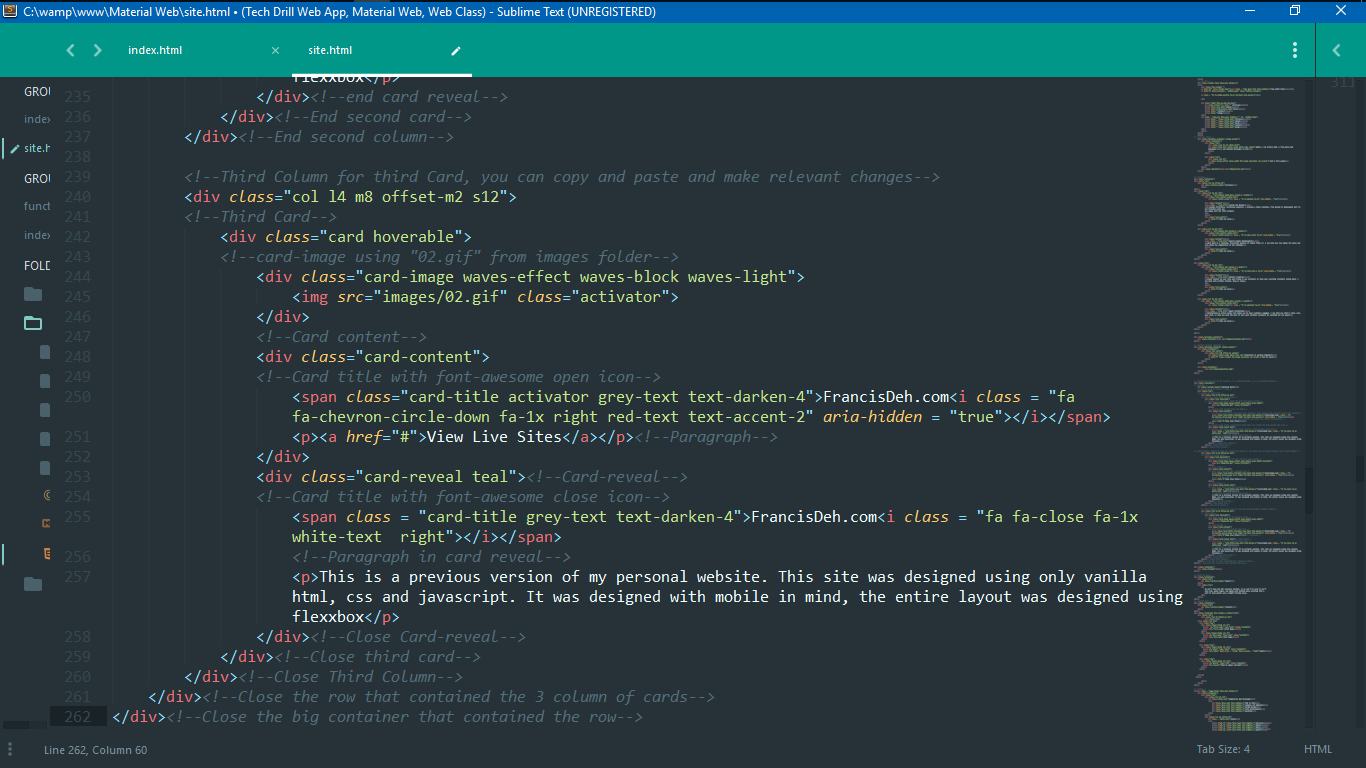 C:\wamp\www\Material Web\site.html • (Tech Drill Web App, Material Web, Web Class) - Sublime Text (UNREGISTERED)
index.html
site.html
GROU
index
site.h
GROU
funct
index
FOLD
311
flexxbox</p>
235 </div><!--end card reveal-->
236 </div><!--End second card-->
237 </div><!--End second column-->
238
239 <!--Third Column for third Card, you can copy and paste and make relevant changes-->
240 <div class="col l4 m8 offset-m2 s12">
241 <!--Third Card-->
242 <div class="card hoverable">
243 <!--card-image using "02.gif" from images folder-->
244 <div class="card-image waves-effect waves-block waves-light">
245 <img src="images/02.gif" class="activator">
246 </div>
247 <!--Card content-->
248 <div class="card-content">
249 <!--Card title with font-awesome open icon-->
250 <span class="card-title activator grey-text text-darken-4">FrancisDeh.com<i class = "fa
fa-chevron-circle-down fa-1x right red-text text-accent-2" aria-hidden = "true"></i></span>
251 <p><a href="#">View Live Sites</a></p><!--Paragraph-->
252 </div>
253 <div class="card-reveal teal"><!--Card-reveal-->
254 <!--Card title with font-awesome close icon-->
255 <span class = "card-title grey-text text-darken-4">FrancisDeh.com<i class = "fa fa-close fa-1x
white-text  right"></i></span>
256 <!--Paragraph in card reveal-->
257 <p>This is a previous version of my personal website. This site was designed using only vanilla
html, css and javascript. It was designed with mobile in mind, the entire layout was designed using
flexxbox</p>
258 </div><!--Close Card-reveal-->
259 </div><!--Close third card-->
260 </div><!--Close Third Column-->
261 </div><!--Close the row that contained the 3 column of cards-->
262 </div><!--Close the big container that contained the row-->
Line 262, Column 60
Tab Size: 4
HTML